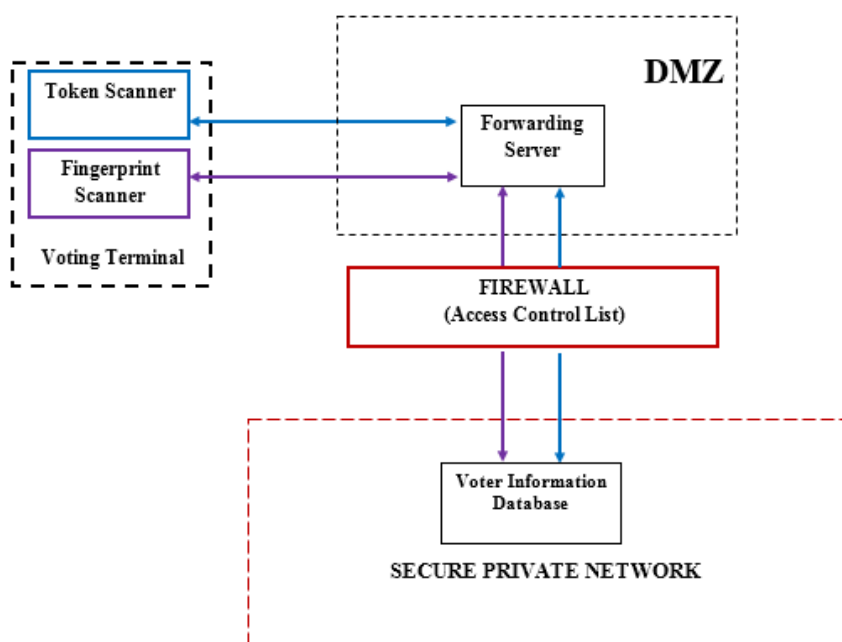 DMZ
Token Scanner
Forwarding
Server
Fingerprint
Scanner
Voting Terminal
FIREWALL
(Access Control List)
Voter Information
Database
SECURE PRIVATE NETWORK